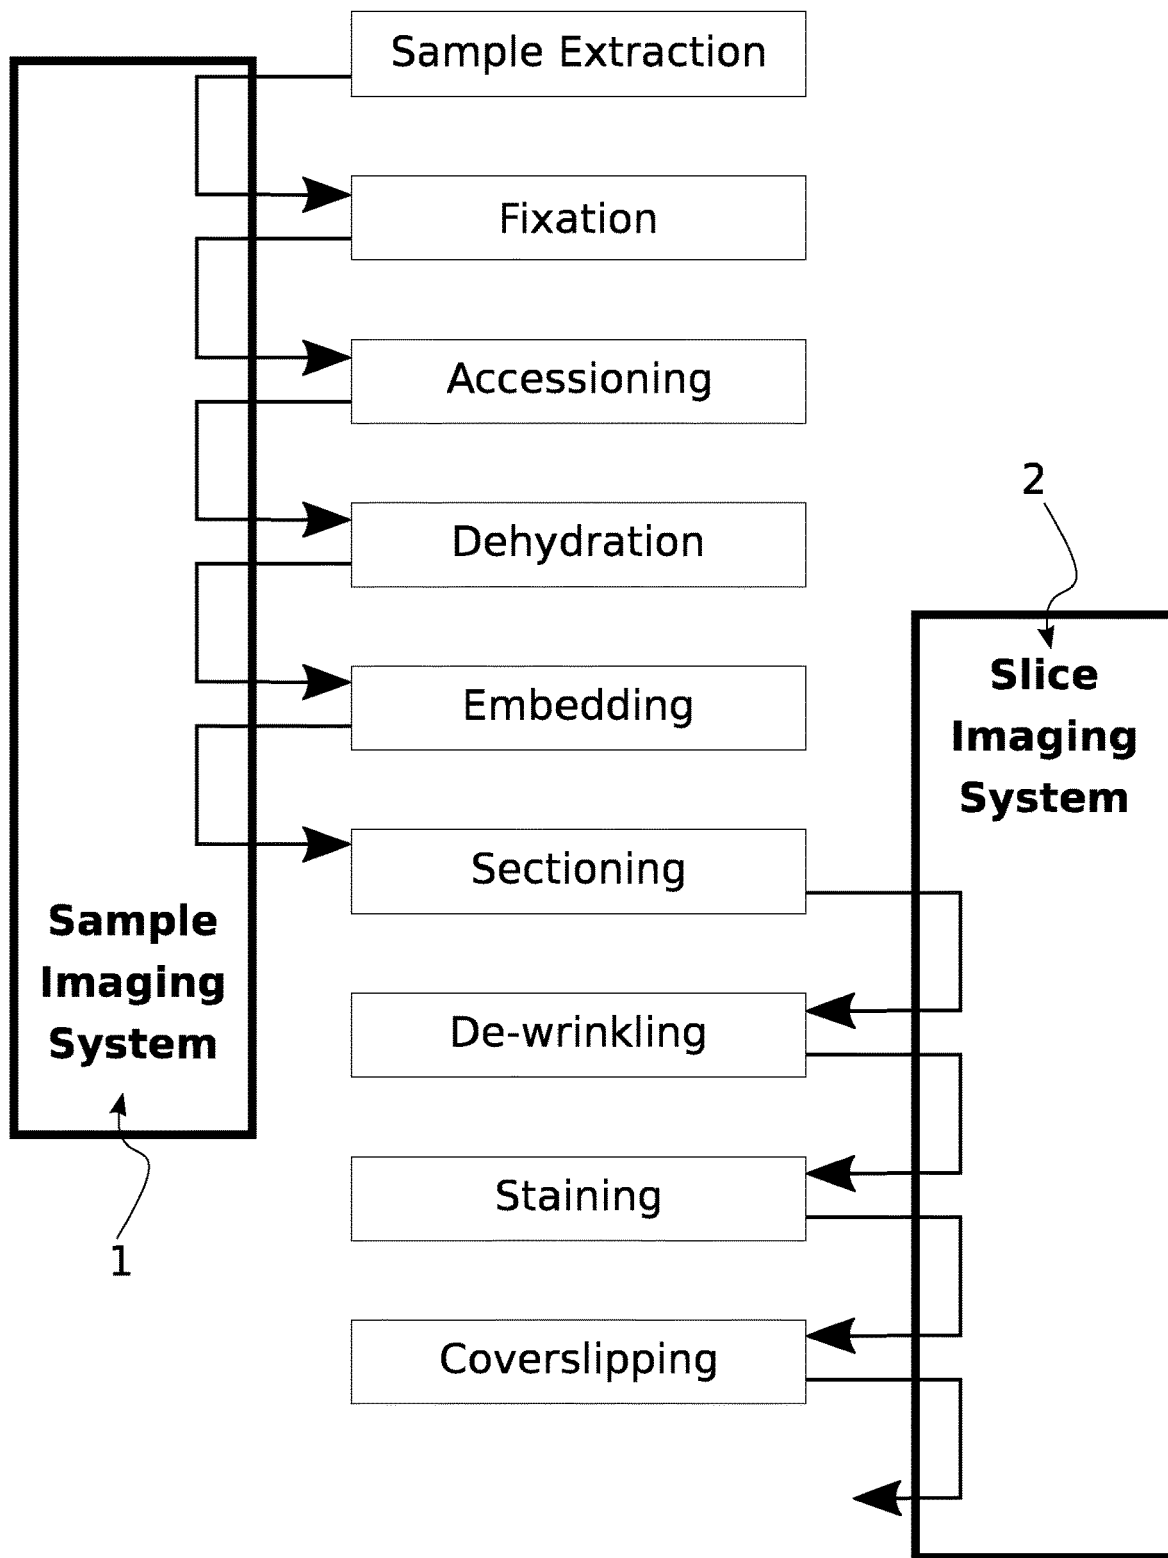 Sample Extraction
Fixation
Accessioning
Dehydration
Embedding
Sectioning
De-wrinkling
Staining
Coverslipping
Sample
Imaging
System
1
2
Slice
Imaging
System